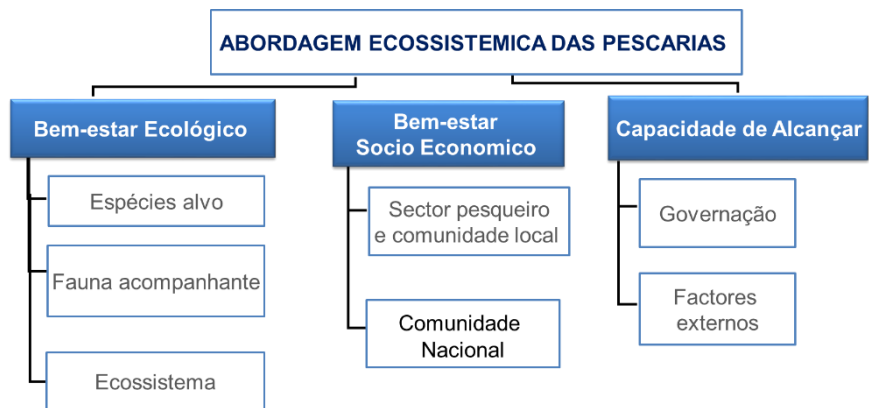 ABORDAGEM ECOSSISTEMICA DAS PESCARIAS
Bem-estar Ecológico
Espécies alvo
Fauna acompanhante
Ecossistema
Bem-estar
Socio Economico
Sector pesqueiro
e comunidade local
Comunidade
Nacional
Capacidade de Alcançar
Governação
Factores
externos